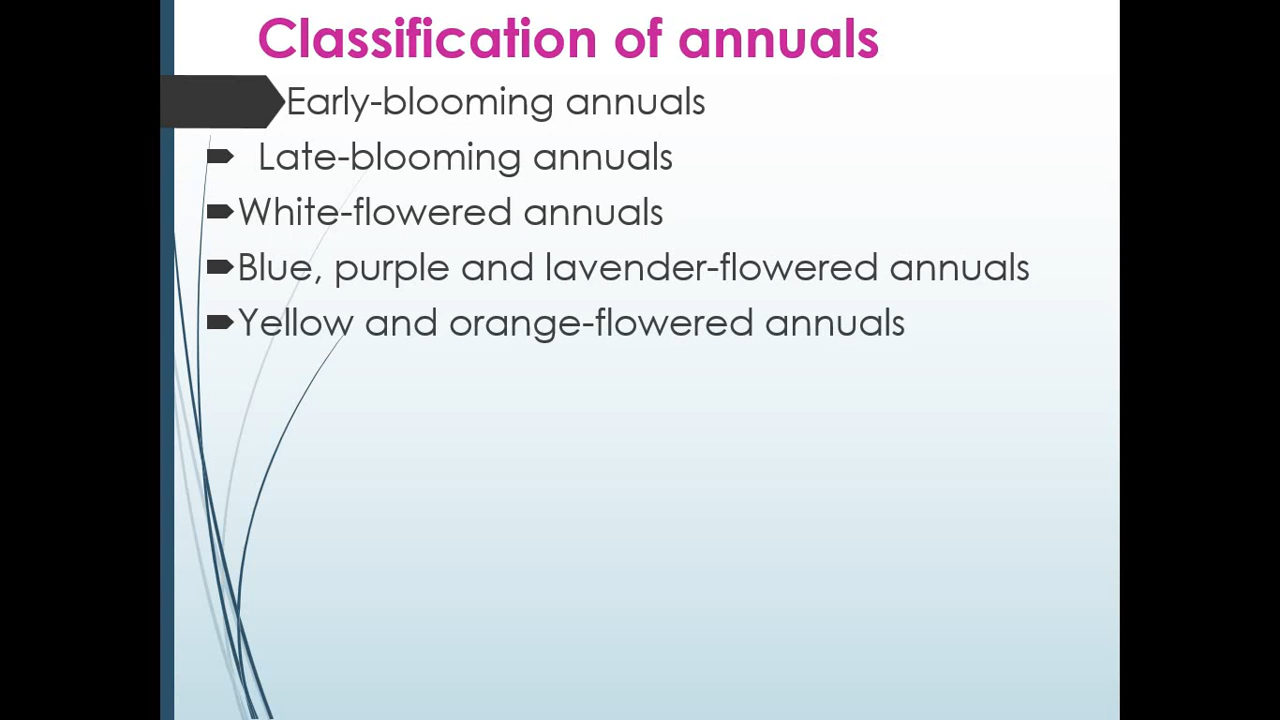 Classification of annuals
Early-blooming annuals
Late-blooming annuals
White-flowered annuals
Blue, purple and lavender-flowered annuals
Yellow and orange-flowered annuals